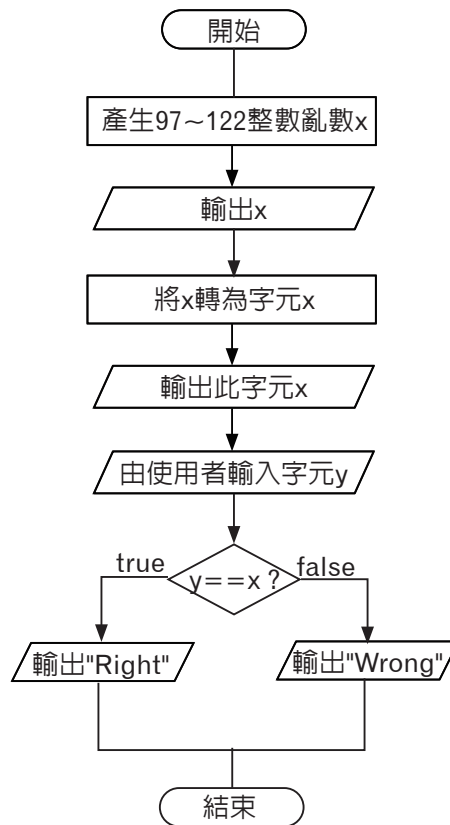 開始
產生97~122整數亂數x
輸出x
將x轉為字元x
輸出此字元x
由使用者輸入字元y
true
false
y==x ?
輸出"Right"
輸出"Wrong"
結束